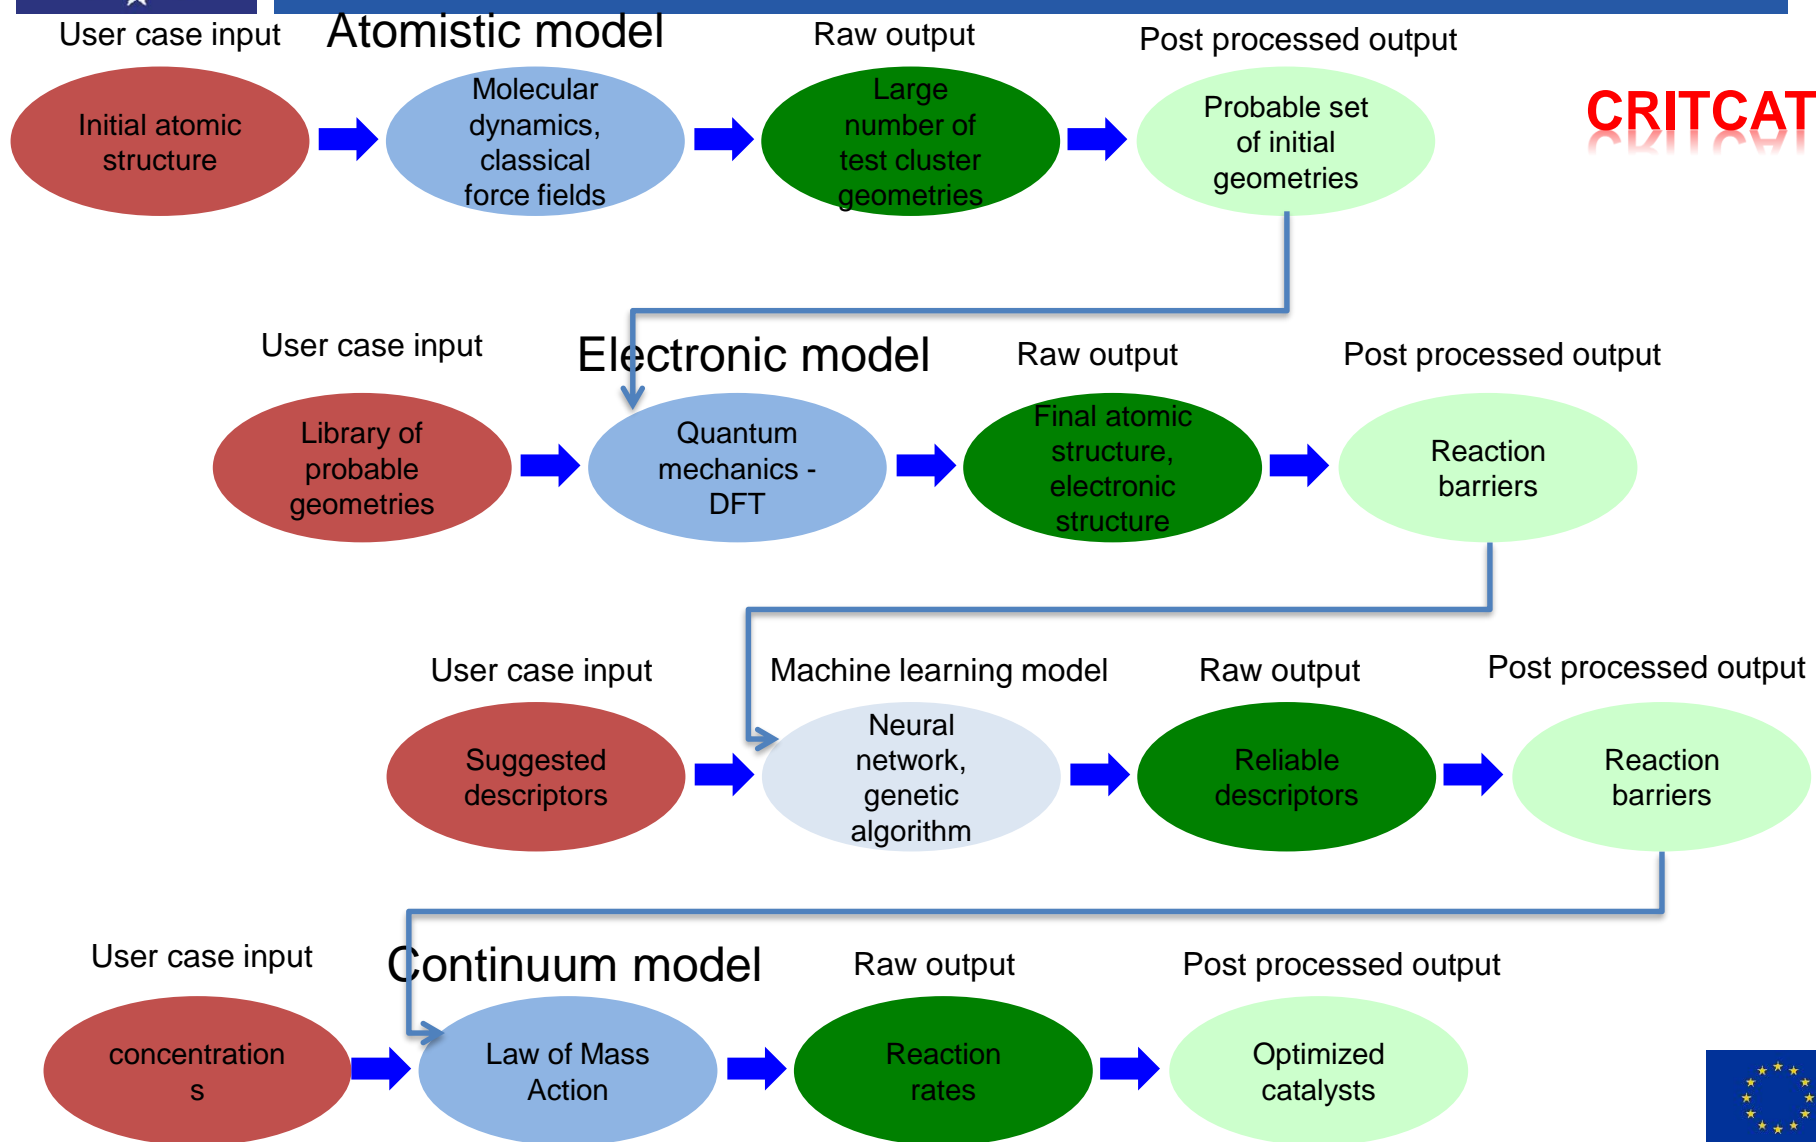 User case input
Atomistic model
Raw output
Post processed output
Initial atomic
structure
Molecular
dynamics,
classical
force fields
Large
number of
test cluster
geometries
Probable set
of initial
geometries
CRITCAT
User case input
Electronic model
Raw output
Post processed output
Library of
probable
geometries
Quantum
mechanics -
DFT
Final atomic
structure,
electronic
structure
Reaction
barriers
User case input
Machine learning model
Raw output
Post processed output
Suggested
descriptors
Neural
network,
genetic
algorithm
Reliable
descriptors
Reaction
barriers
User case input
Continuum model
Raw output
Post processed output
concentration
s
Law of Mass
Action
Reaction
rates
Optimized
catalysts